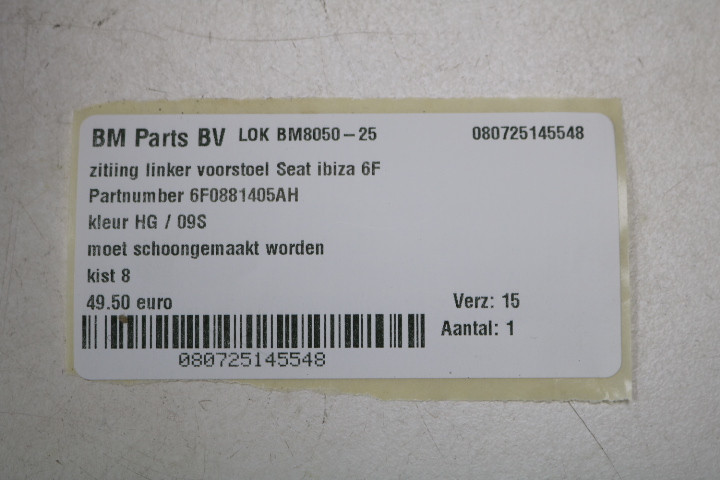 BM Parts BV LOK BM8050-25 080725145548
zitiing linker voorstoel Seat ibiza 6F
Partnumber 6F0881405AH
kleur HG / 09S
moet schoongemaakt worden
kist 8
49.50 euro Verz: 15
Aantal: 1
080725145548